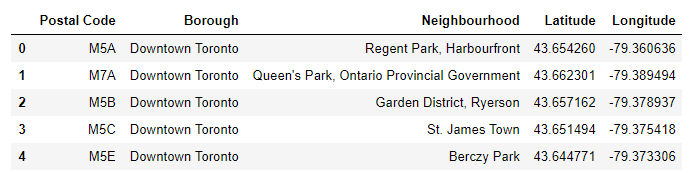 Postal Code Borough Neighbourhood Latitude Longitude
0 M5A Downtown Toronto Regent Park, Harbourfront 43.654260 -79.360636
1 M7A Downtown Toronto Queen's Park, Ontario Provincial Government 43.662301 -79.389494
2 M5B Downtown Toronto Garden District, Ryerson 43.657162 -79.378937
3 M5C Downtown Toronto St. James Town 43.651494 -79.375418
4 M5E Downtown Toronto Berczy Park 43.644771 -79.373306